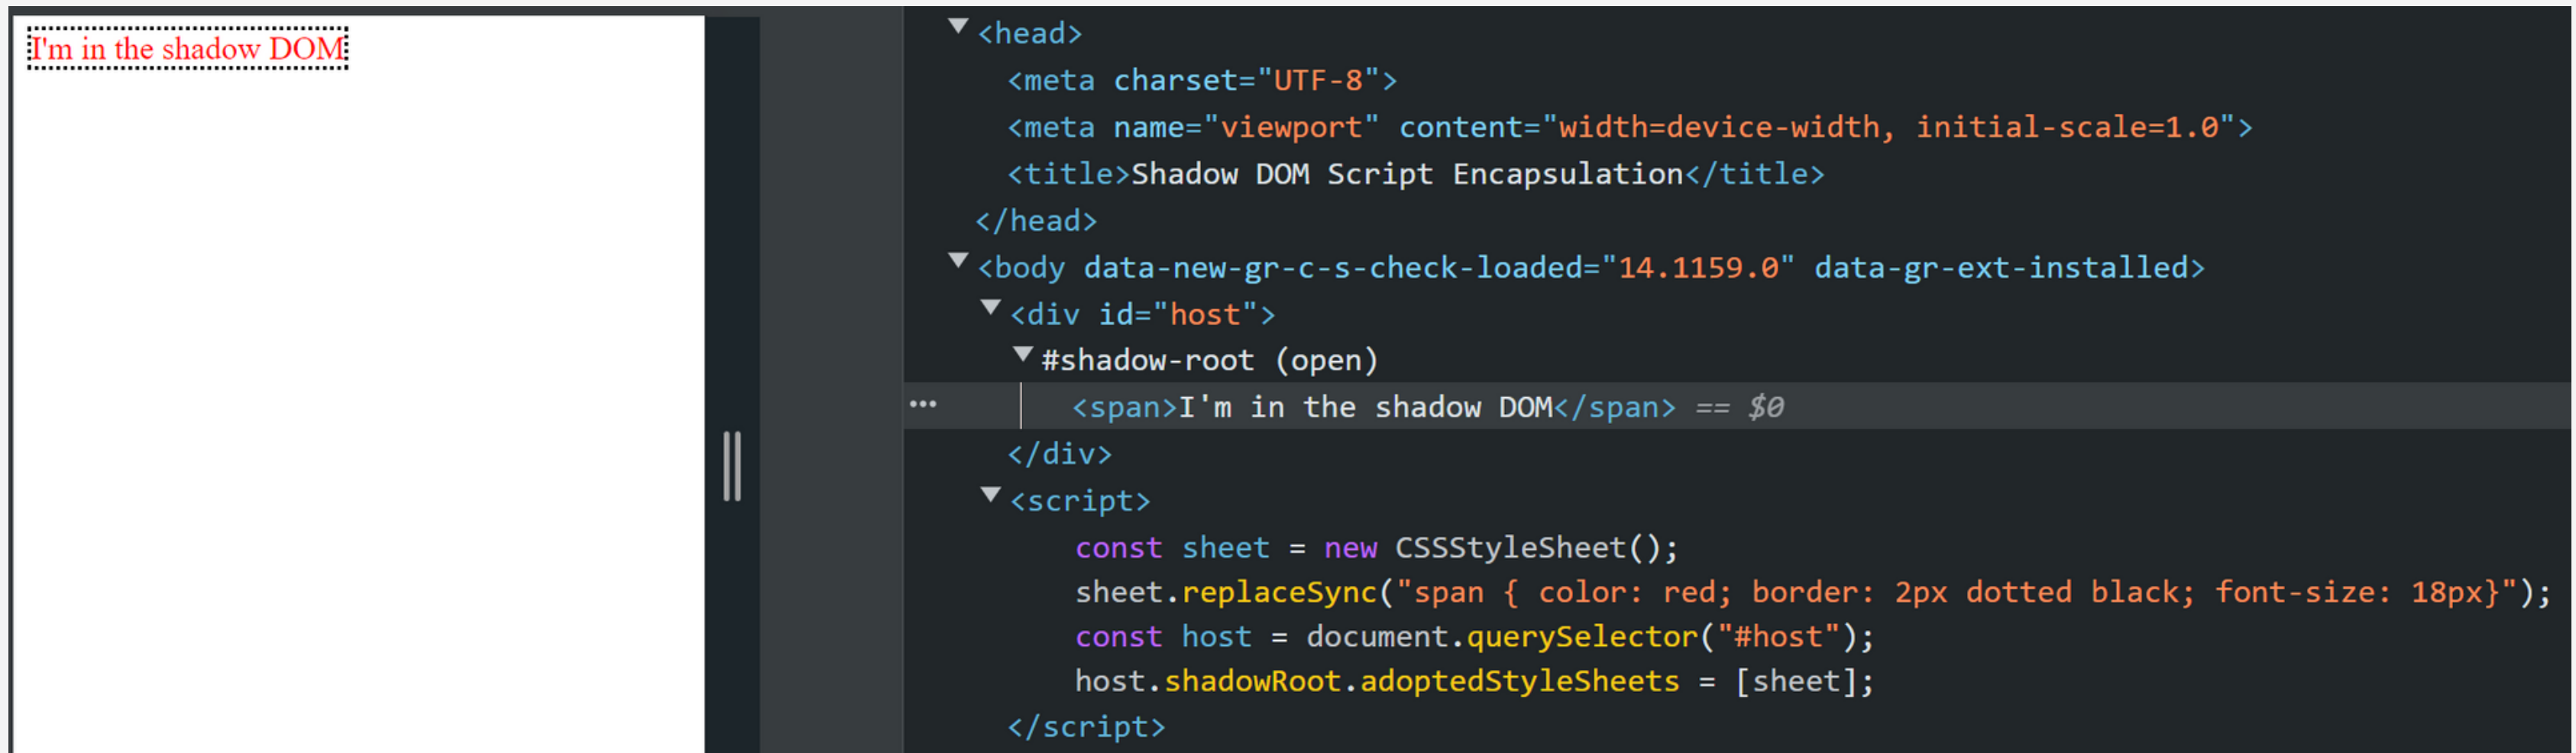 I'm in the shadow DOM
<head>
<meta charset="UTF-8">
<meta name="viewport" content="width=device-width, initial-scale=1.0">
<title>Shadow DOM Script Encapsulation</title>
</head>
<body data-new-gr-c-s-check-loaded="14.1159.0" data-gr-ext-installed>
<div id="host">
#shadow-root (open)
<span>I'm in the shadow DOM</span> == $0
</div>
<script>
const sheet = new CSSStyleSheet();
sheet.replaceSync("span { color: red; border: 2px dotted black; font-size: 18px}");
const host = document.querySelector("#host");
host.shadowRoot.adoptedStyleSheets = [sheet];
</script>